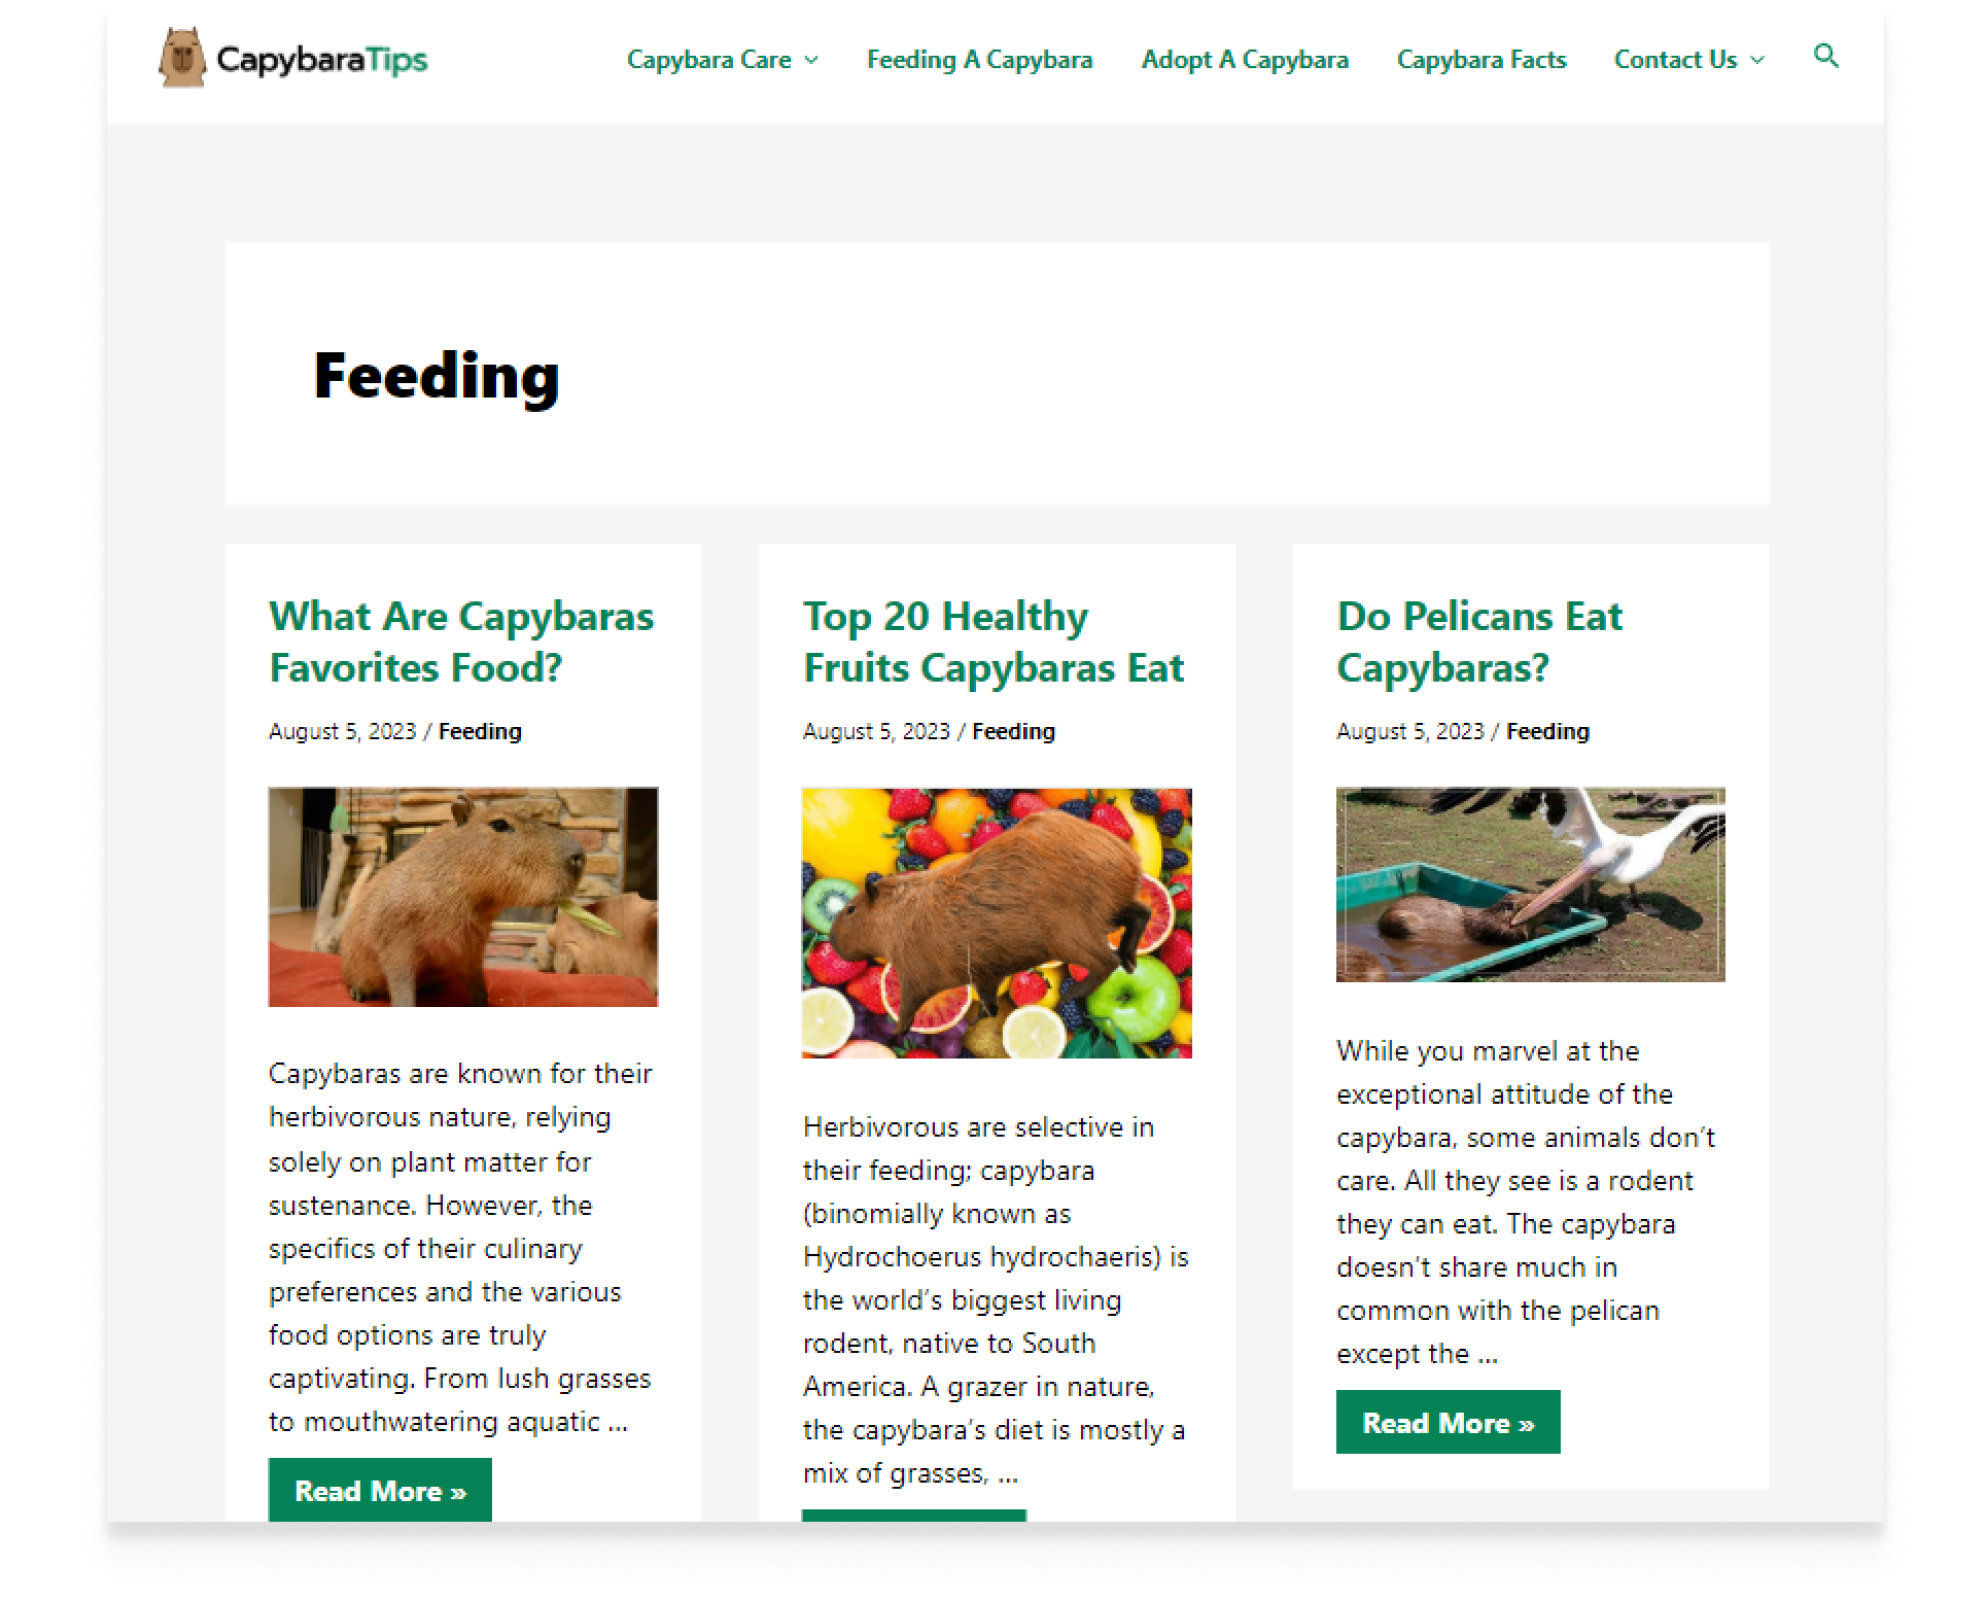 CapybaraTips
Capybara Care
Feeding A Capybara
Adopt A Capybara
Capybara Facts
Contact Us
Feeding
What Are Capybaras
Favorites Food?
August 5, 2023 / Feeding
Capybaras are known for their
herbivorous nature, relying
solely on plant matter for
sustenance. However, the
specifics of their culinary
preferences and the various
food options are truly
captivating. From lush grasses
to mouthwatering aquatic ...
Read More »
Top 20 Healthy
Fruits Capybaras Eat
August 5, 2023 / Feeding
Herbivorous are selective in
their feeding; capybara
(binomially known as
Hydrochoerus hydrochaeris) is
the world’s biggest living
rodent, native to South
America. A grazer in nature,
the capybara’s diet is mostly a
mix of grasses, ...
Do Pelicans Eat
Capybaras?
August 5, 2023 / Feeding
While you marvel at the
exceptional attitude of the
capybara, some animals don’t
care. All they see is a rodent
they can eat. The capybara
doesn’t share much in
common with the pelican
except the ...
Read More »